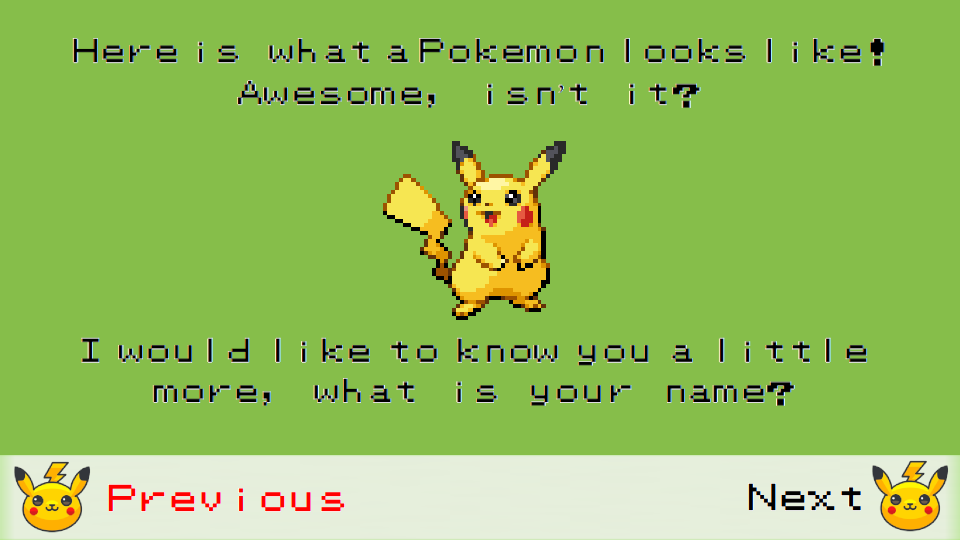 Here is what a Pokemon looks like!
Awesome, isn't it?
I would like to know you a little
more, what is your name?
Previous
Next